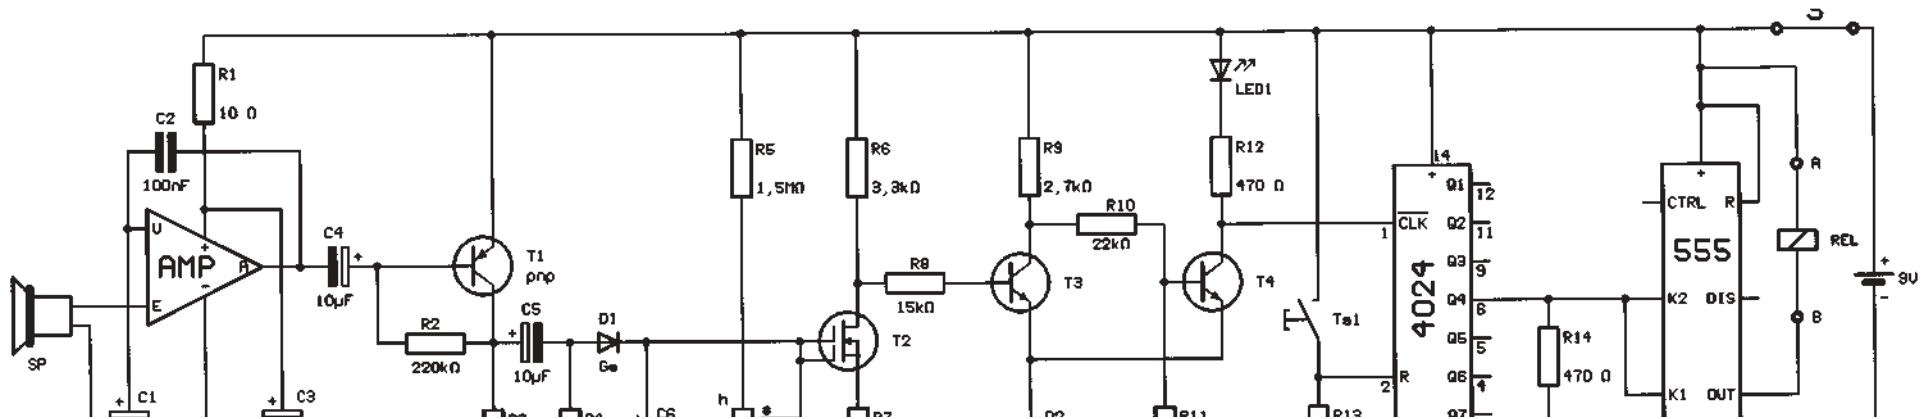 R1
10 Ω
C2
100nF
V
+
AMP
A
-
E
SP
+ C1
+ C3
C4
+
10µF
T1
pnp
R2
220kΩ
C5
+
10µF
D1
Ge
R5
1,5MΩ
h
R6
3,3kΩ
T2
C6
R7
R8
15kΩ
R9
2,7kΩ
R10
22kΩ
T3
LED1
R12
470 Ω
T4
R11
Ta1
R13
14
+
CLK
1
4024
R
2
Q1
12
Q2
11
Q3
9
Q4
6
Q5
5
Q6
4
Q7
R14
470 Ω
+
CTRL
R
555
K2
DIS
K1
OUT
A
REL
B
+
9V
-